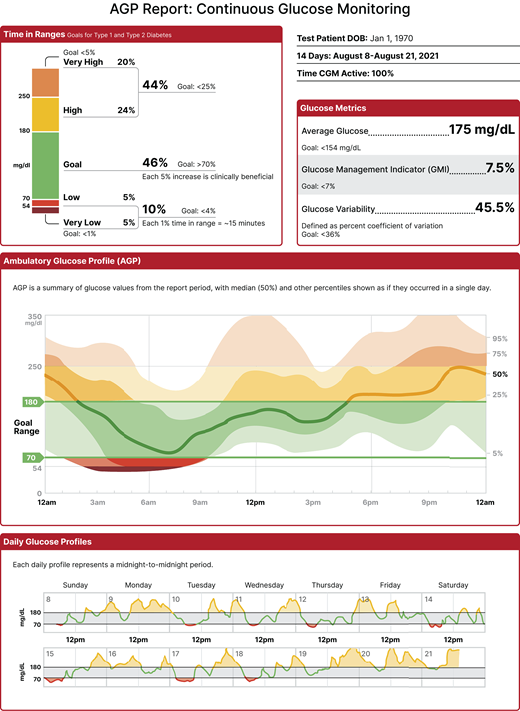 AGP Report: Continuous Glucose Monitoring
Time in Ranges Goals for Type 1 and Type 2 Diabetes
Goal <5%
Very High 20%
44% Goal: <25%
250
High 24%
180
mg/dl
Goal 46% Goal: >70%
Each 5% increase is clinically beneficial
70
54
Low 5%
10% Goal: <4%
Very Low 5% Each 1% time in range = ~15 minutes
Goal: <1%
Test Patient DOB: Jan 1, 1970
14 Days: August 8-August 21, 2021
Time CGM Active: 100%
Glucose Metrics
Average Glucose 175 mg/dL
Goal: <154 mg/dL
Glucose Management Indicator (GMI) 7.5%
Goal: <7%
Glucose Variability 45.5%
Defined as percent coefficient of variation
Goal: <36%
Ambulatory Glucose Profile (AGP)
AGP is a summary of glucose values from the report period, with median (50%) and other percentiles shown as if they occurred in a single day.
350
mg/dl
95%
75%
250
50%
25%
180
Goal
Range
70
5%
54
0
12am 3am 6am 9am 12pm 3pm 6pm 9pm 12am
Daily Glucose Profiles
Each daily profile represents a midnight-to-midnight period.
Sunday Monday Tuesday Wednesday Thursday Friday Saturday
8 9 10 11 12 13 14
mg/dL
180
70
12pm 12pm 12pm 12pm 12pm 12pm 12pm
15 16 17 18 19 20 21
mg/dL
180
70